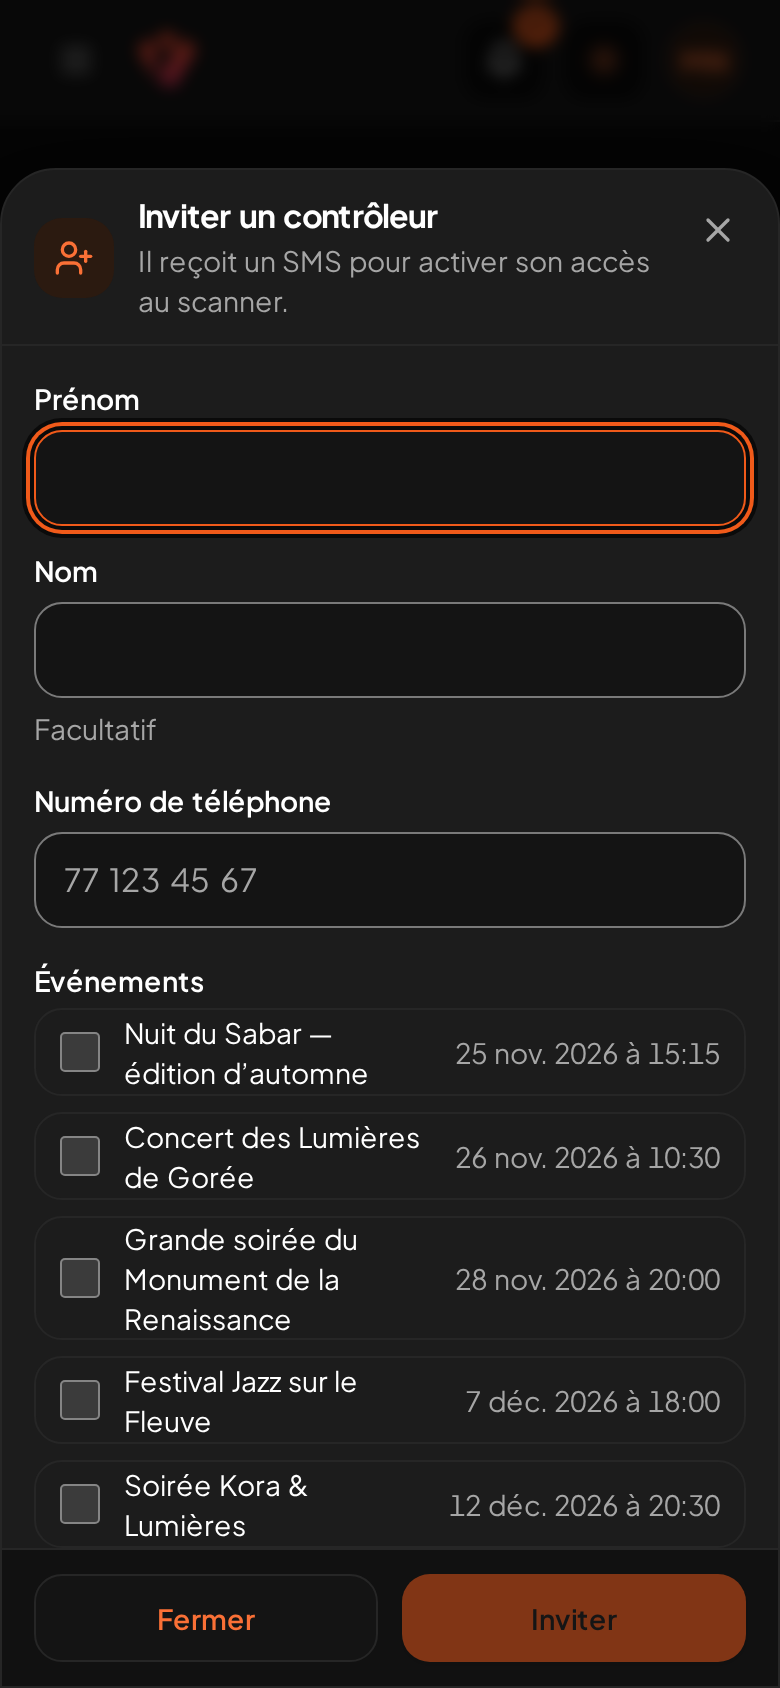 Inviter un contrôleur
Il reçoit un SMS pour activer son accès
au scanner.
Prénom
Nom
Facultatif
Numéro de téléphone
77 123 45 67
Événements
Nuit du Sabar —
édition d’automne
25 nov. 2026 à 15:15
Concert des Lumières
de Gorée
26 nov. 2026 à 10:30
Grande soirée du
Monument de la
Renaissance
28 nov. 2026 à 20:00
Festival Jazz sur le
Fleuve
7 déc. 2026 à 18:00
Soirée Kora &
Lumières
12 déc. 2026 à 20:30
Fermer
Inviter